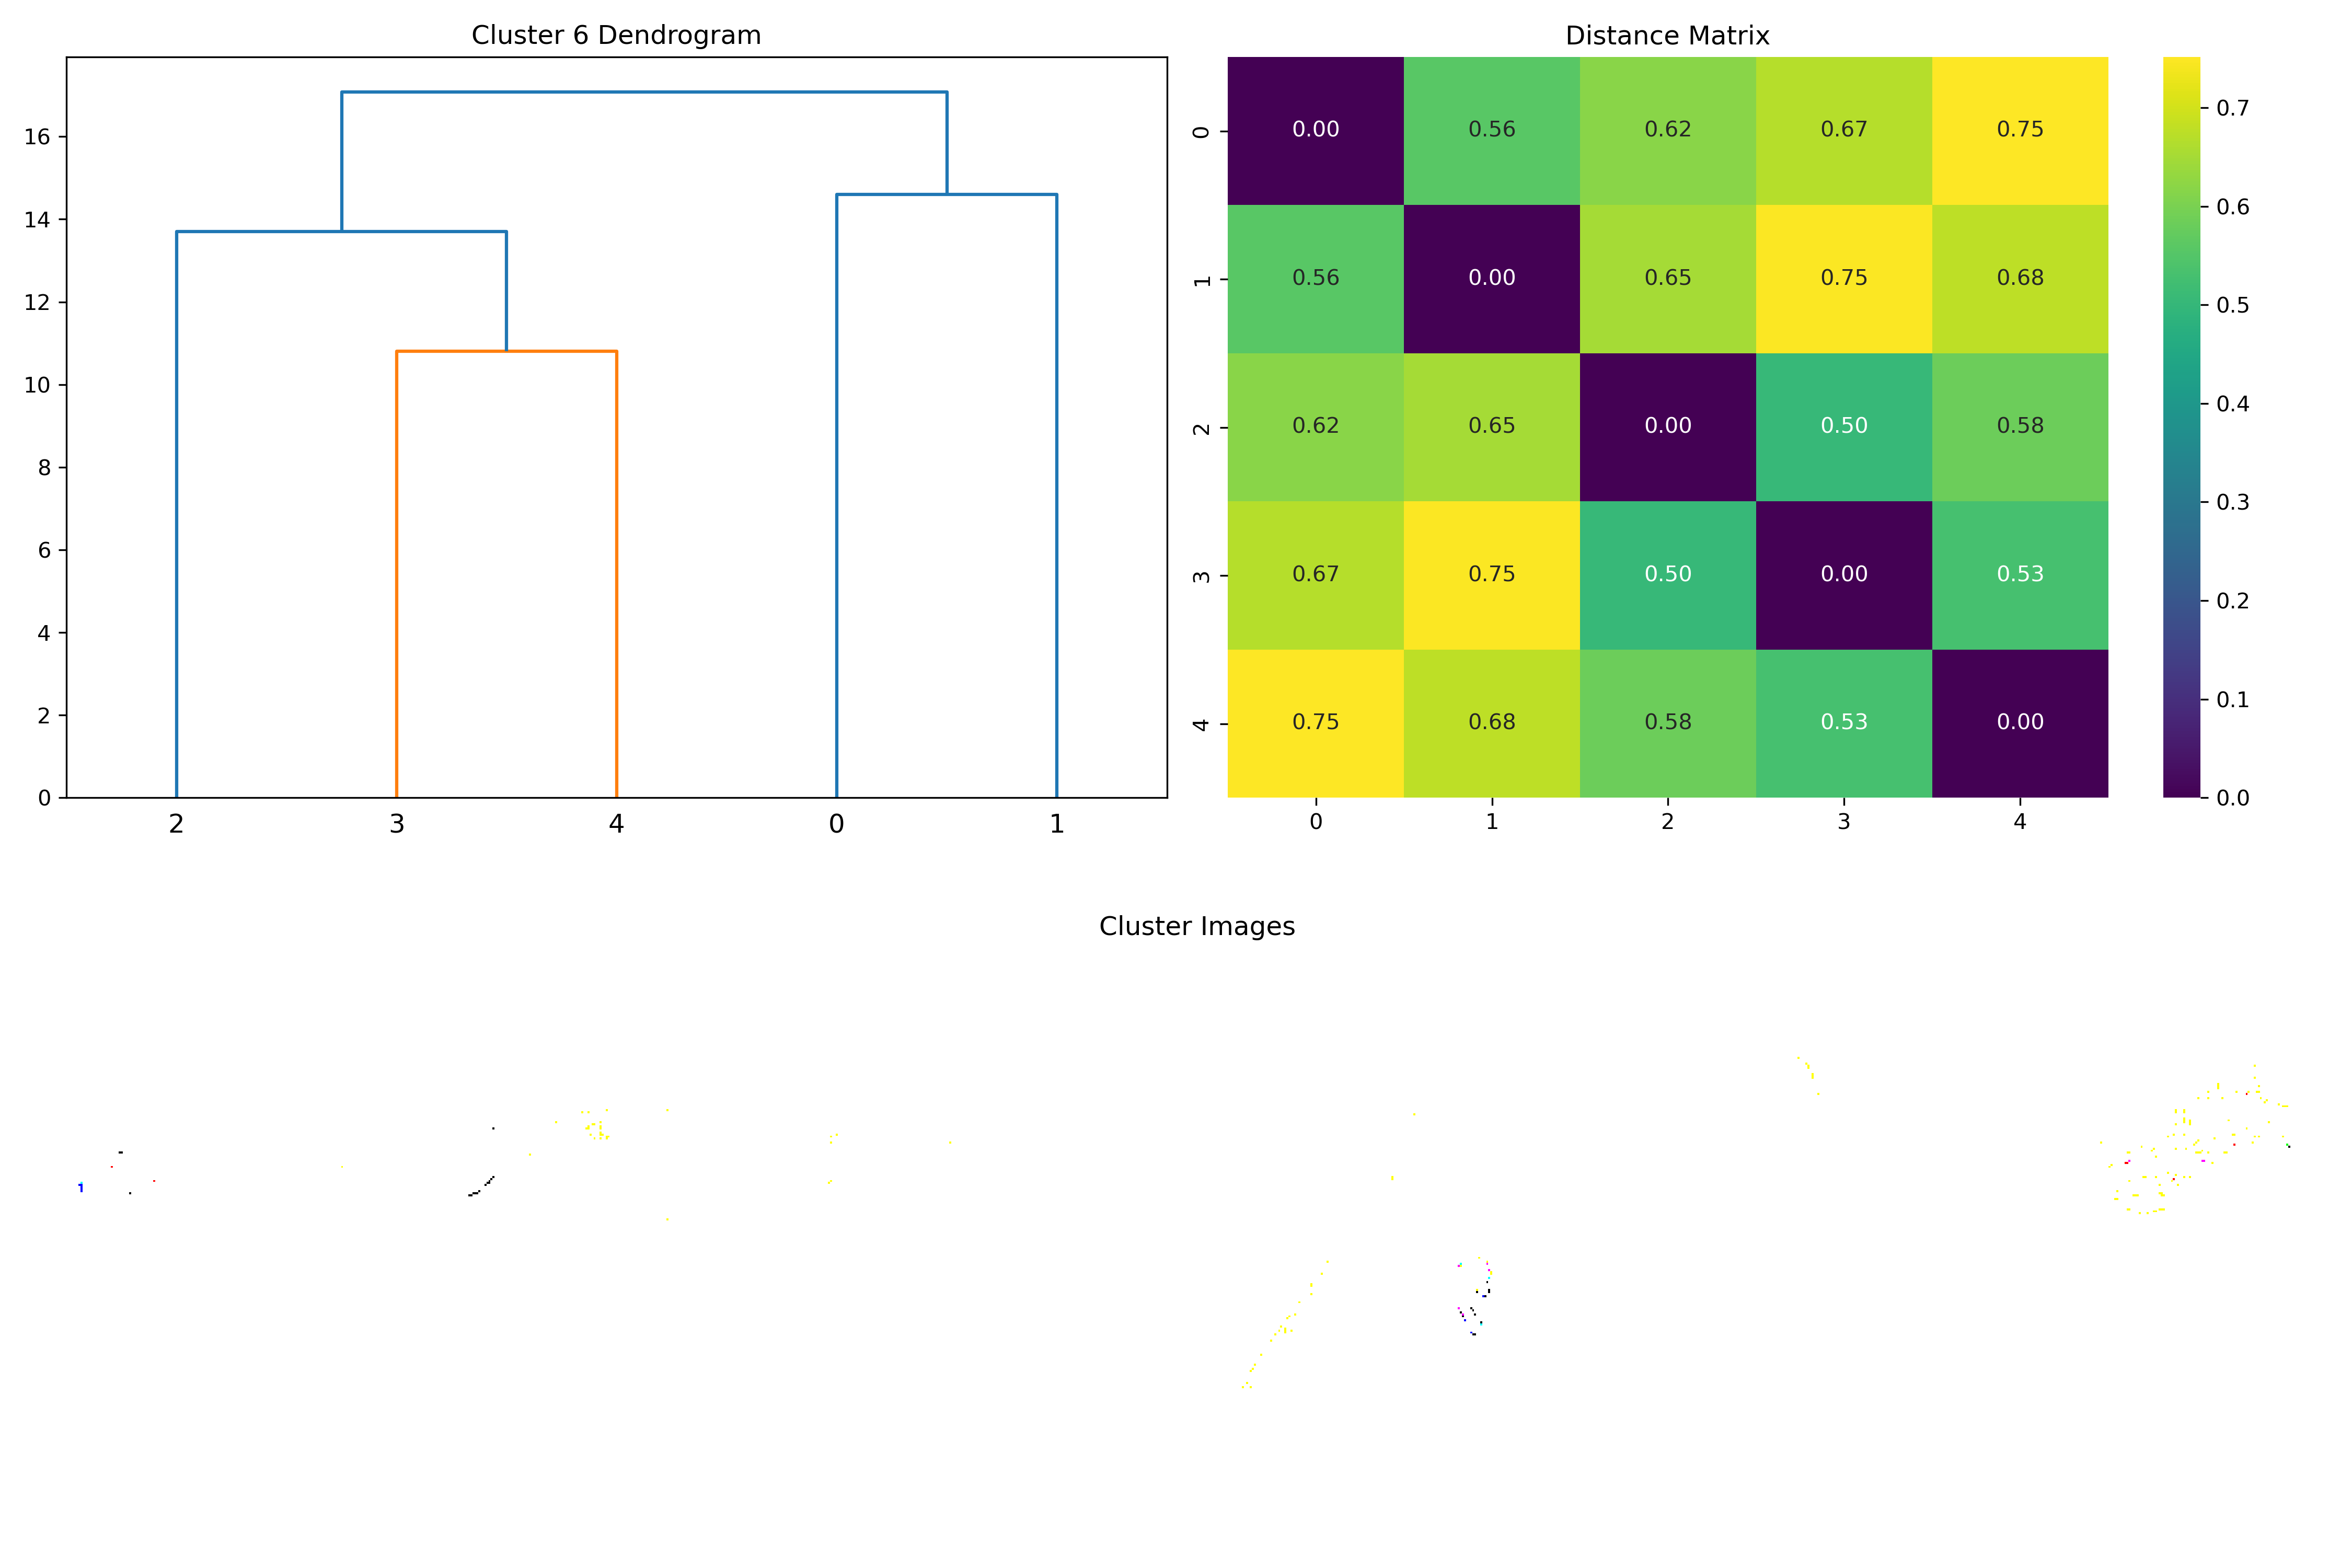 Cluster 6 Dendrogram
16
14
12
10
8
6
4
2
0
2 3 4 0 1
Distance Matrix
0 0.00 0.56 0.62 0.67 0.75
1 0.56 0.00 0.65 0.75 0.68
2 0.62 0.65 0.00 0.50 0.58
3 0.67 0.75 0.50 0.00 0.53
4 0.75 0.68 0.58 0.53 0.00
0 1 2 3 4
0.7
0.6
0.5
0.4
0.3
0.2
0.1
0.0
Cluster Images